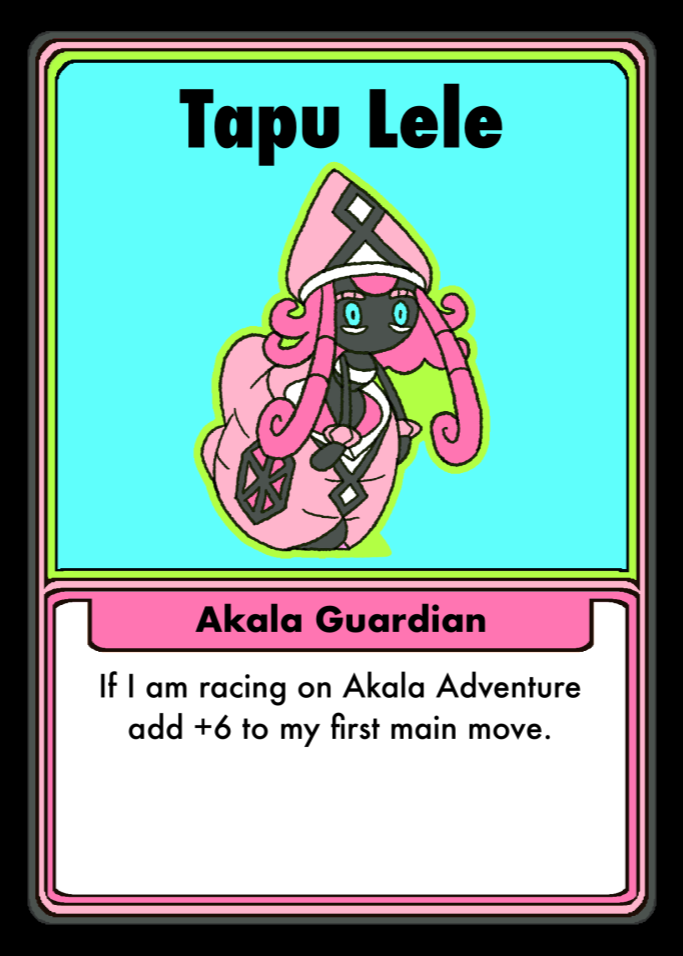 Tapu Lele
Akala Guardian
If I am racing on Akala Adventure
add +6 to my first main move.